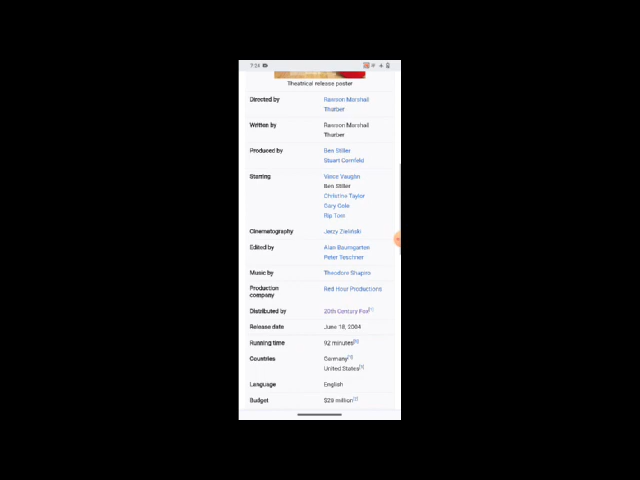 7:28
Theatrical release poster
Directed by Rawson Marshall
Thurber
Written by Rawson Marshall
Thurber
Produced by Ben Stiller
Stuart Cornfeld
Starring Vince Vaughn
Ben Stiller
Christine Taylor
Gary Cole
Rip Torn
Cinematography Jerzy Zieliński
Edited by Alan Baumgarten
Peter Teschner
Music by Theodore Shapiro
Production Red Hour Productions
company
Distributed by 20th Century Fox[1]
Release date June 18, 2004
Running time 92 minutes
Countries Germany
United States
Language English
Budget $20 million